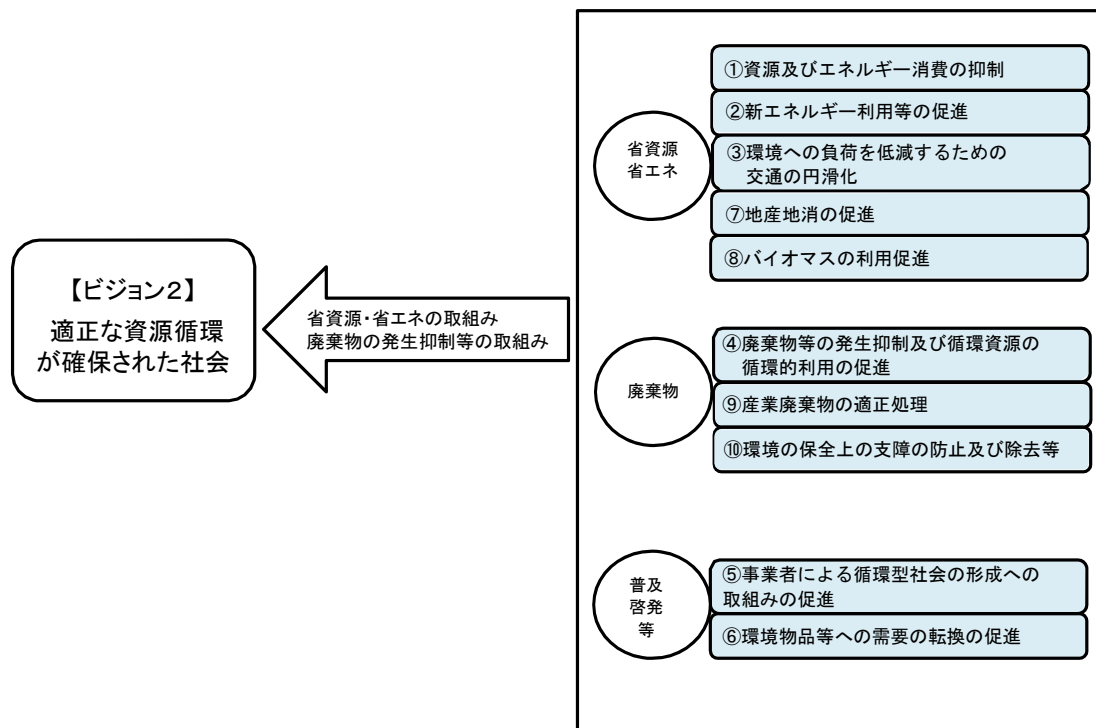 【ビジョン2】
適正な資源循環
が確保された社会
省資源・省エネの取組み
廃棄物の発生抑制等の取組み
省資源
省エネ
①資源及びエネルギー消費の抑制
②新エネルギー利用等の促進
③環境への負荷を低減するための
交通の円滑化
⑦地産地消の促進
⑧バイオマスの利用促進
廃棄物
④廃棄物等の発生抑制及び循環資源の
循環的利用の促進
⑨産業廃棄物の適正処理
⑩環境の保全上の支障の防止及び除去等
普及
啓発
等
⑤事業者による循環型社会の形成への
取組みの促進
⑥環境物品等への需要の転換の促進